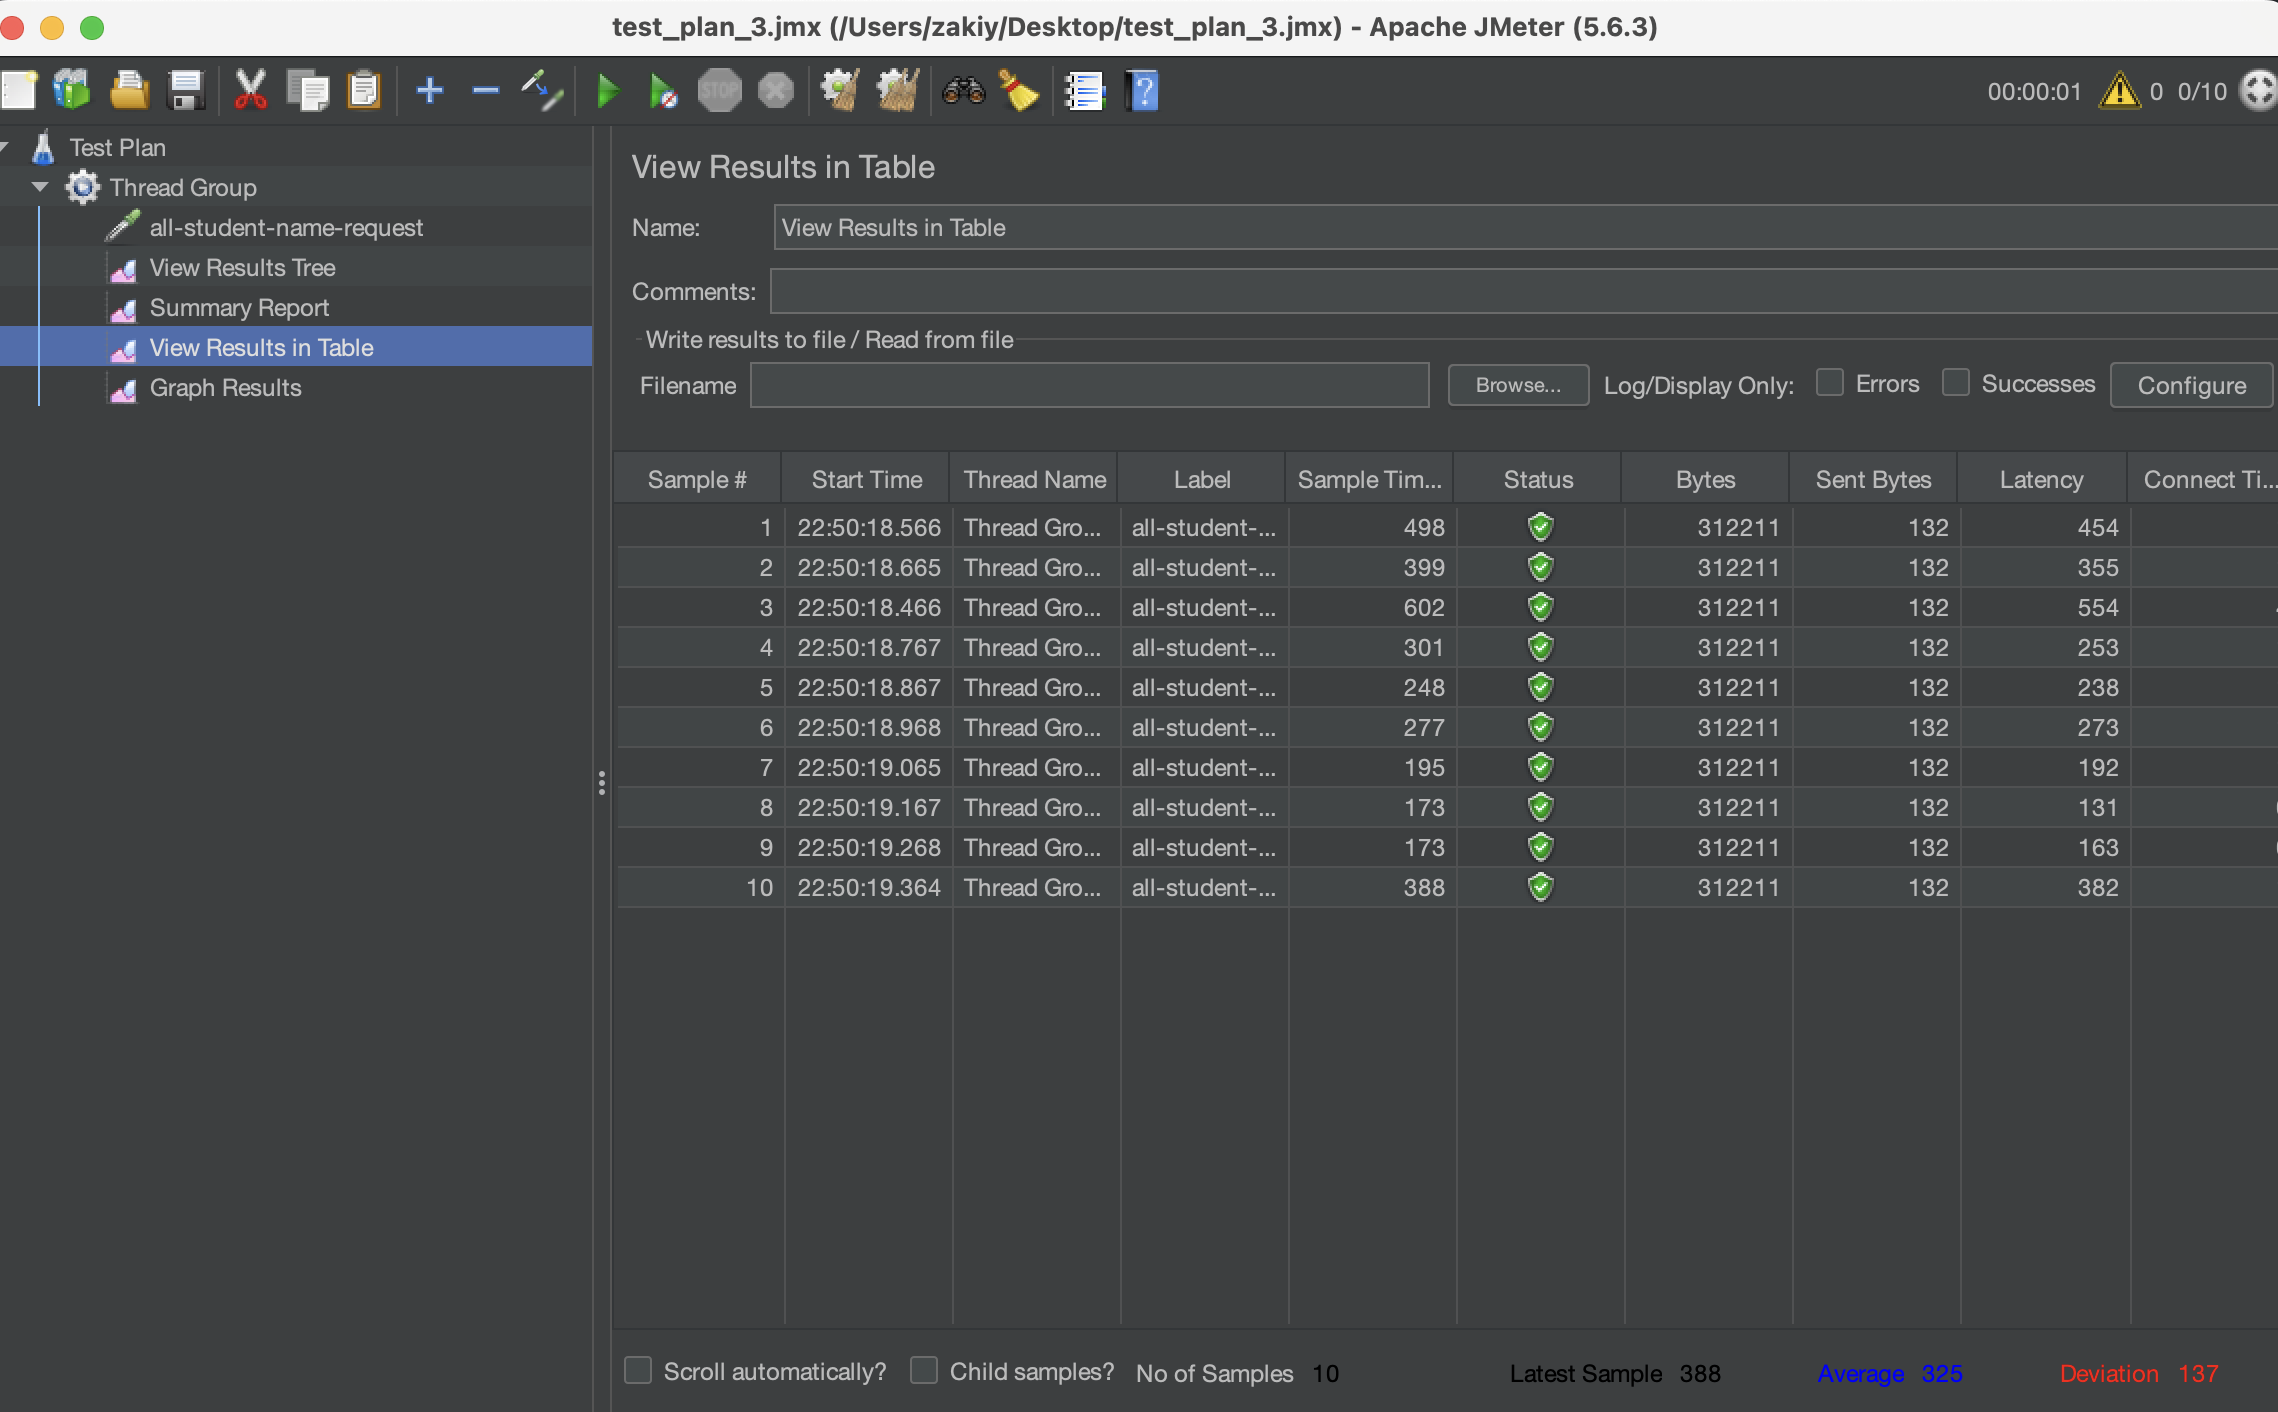 test_plan_3.jmx (/Users/zakiy/Desktop/test_plan_3.jmx) - Apache JMeter (5.6.3)
STOP
?
00:00:01 0 0/10
Test Plan
Thread Group
all-student-name-request
View Results Tree
Summary Report
View Results in Table
Graph Results
View Results in Table
Name: View Results in Table
Comments:
Write results to file / Read from file
Filename Browse... Log/Display Only: Errors Successes Configure
Sample # Start Time Thread Name Label Sample Tim... Status Bytes Sent Bytes Latency Connect Ti...
1 22:50:18.566 Thread Gro... all-student-... 498 312211 132 454
2 22:50:18.665 Thread Gro... all-student-... 399 312211 132 355
3 22:50:18.466 Thread Gro... all-student-... 602 312211 132 554
4 22:50:18.767 Thread Gro... all-student-... 301 312211 132 253
5 22:50:18.867 Thread Gro... all-student-... 248 312211 132 238
6 22:50:18.968 Thread Gro... all-student-... 277 312211 132 273
7 22:50:19.065 Thread Gro... all-student-... 195 312211 132 192
8 22:50:19.167 Thread Gro... all-student-... 173 312211 132 131
9 22:50:19.268 Thread Gro... all-student-... 173 312211 132 163
10 22:50:19.364 Thread Gro... all-student-... 388 312211 132 382
Scroll automatically? Child samples? No of Samples 10 Latest Sample 388 Average 325 Deviation 137